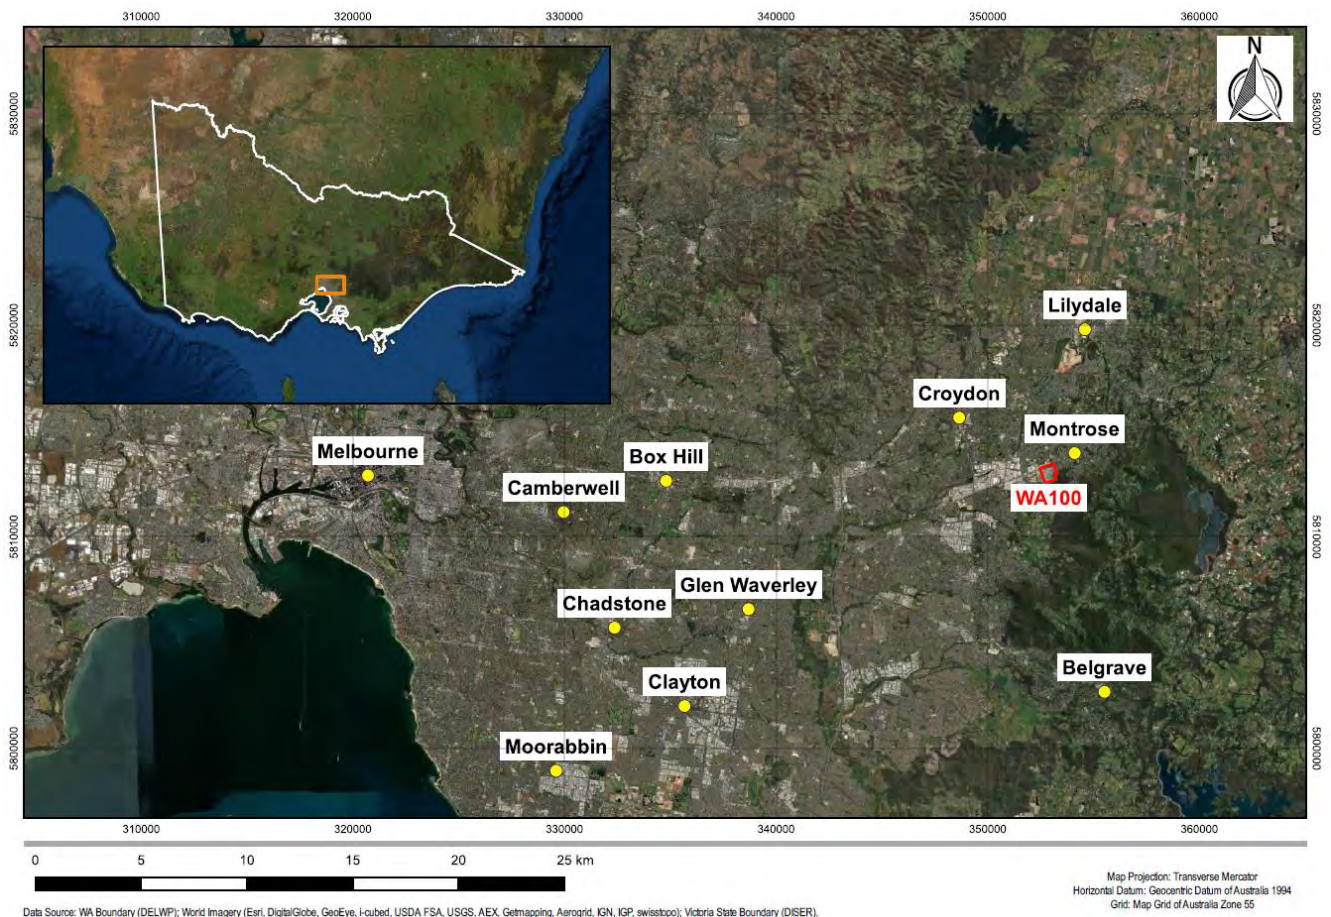 310000 320000 330000 340000 350000 360000
N
5830000 5830000
5820000 5820000
Lilydale
Croydon
Montrose
Melbourne
Box Hill
Camberwell
WA100
5810000 5810000
Glen Waverley
Chadstone
Belgrave
Clayton
Moorabbin
5800000 5800000
310000 320000 330000 340000 350000 360000
0 5 10 15 20 25 km
Map Projection: Transverse Mercator
Horizontal Datum: Geocentric Datum of Australia 1994
Grid: Map Grid of Australia Zone 55
Data Source: WA Boundary (DELWP); World Imagery (Esri, DigitalGlobe, GeoEye, i-cubed, USDA FSA, USGS, AEX, Getmapping, Aerogrid, IGN, IGP, swisstopo); Victoria State Boundary (DISER).